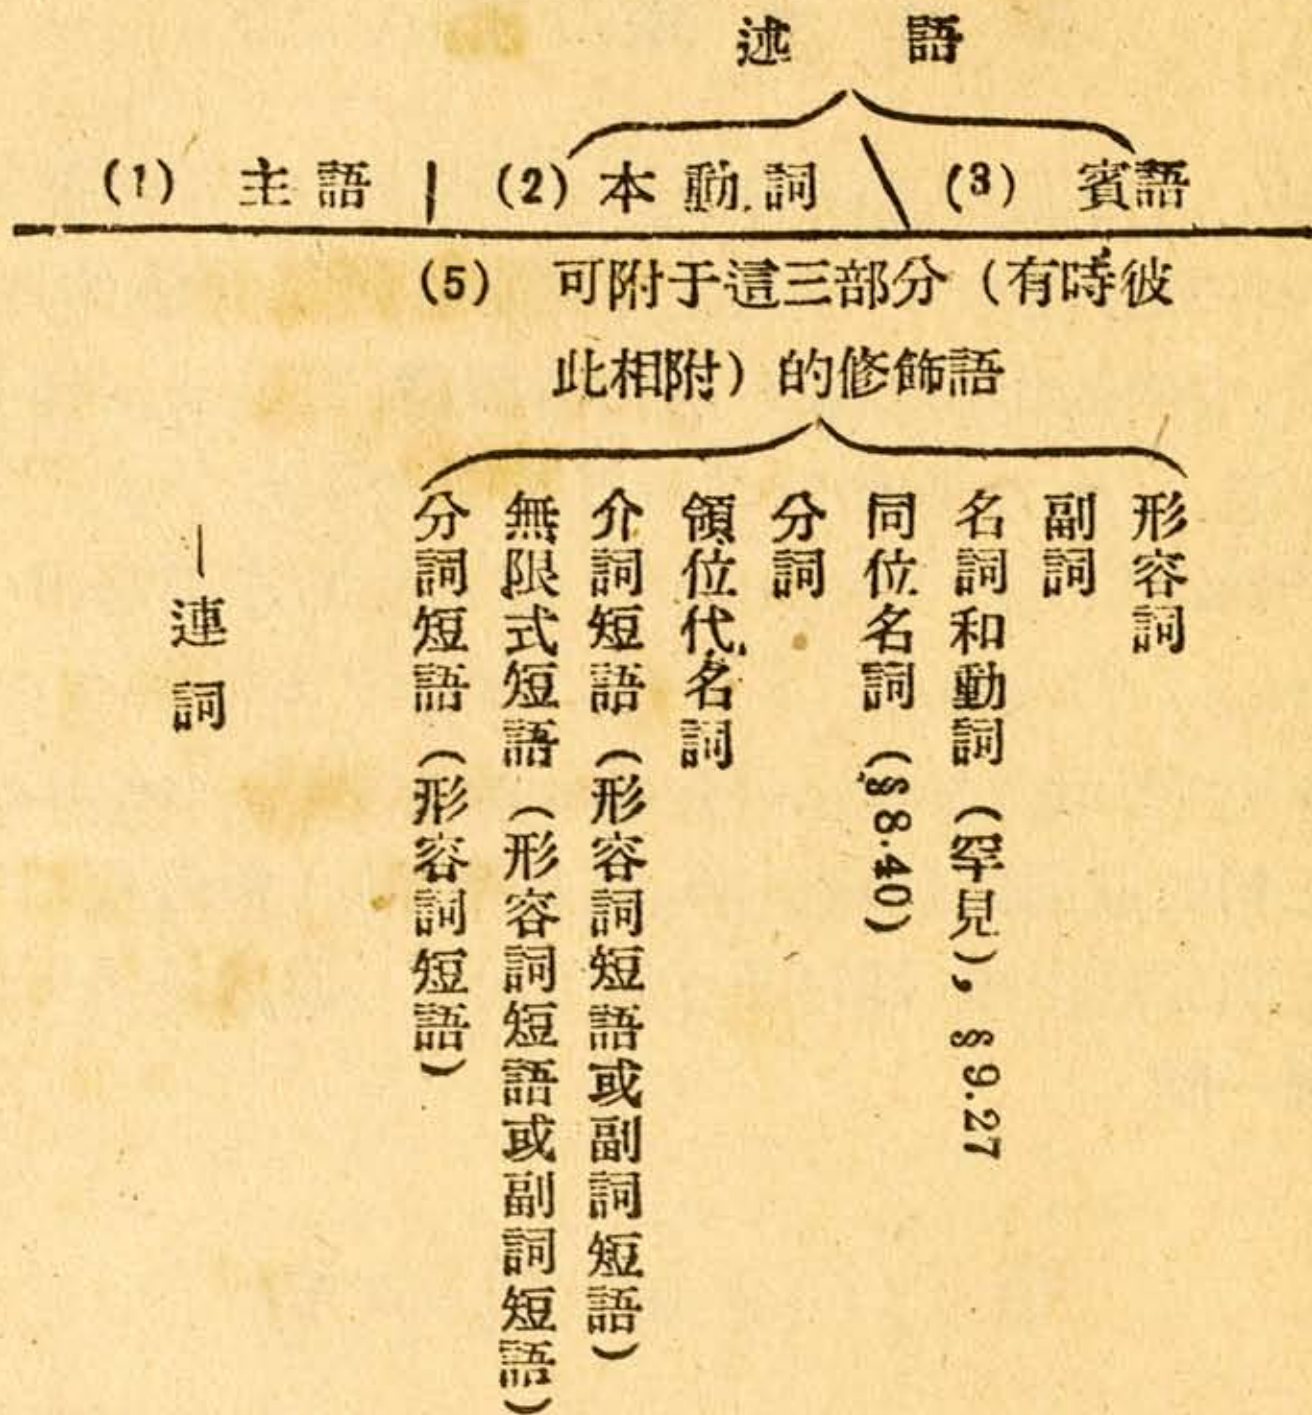 述語
(1) 主語 | (2) 本動詞 \ (3) 賓語
(5) 可附于這三部分（有時彼
此相附）的修飾語
形容詞
副詞
名詞和動詞（罕見），§9.27
同位名詞（§8.40）
分詞
領位代名詞
介詞短語（形容詞短語或副詞短語）
無限式短語（形容詞短語或副詞短語）
分詞短語（形容詞短語）
—連詞